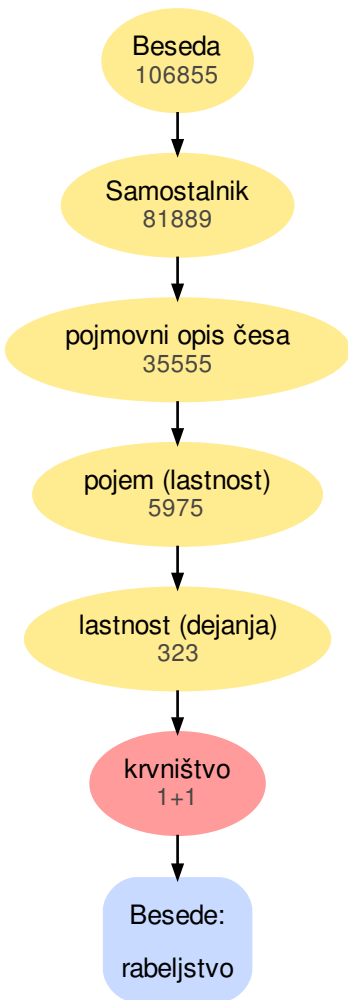 Beseda
106855
Samostalnik
81889
pojmovni opis česa
35555
pojem (lastnost)
5975
lastnost (dejanja)
323
krvništvo
1+1
Besede:
rabeljstvo